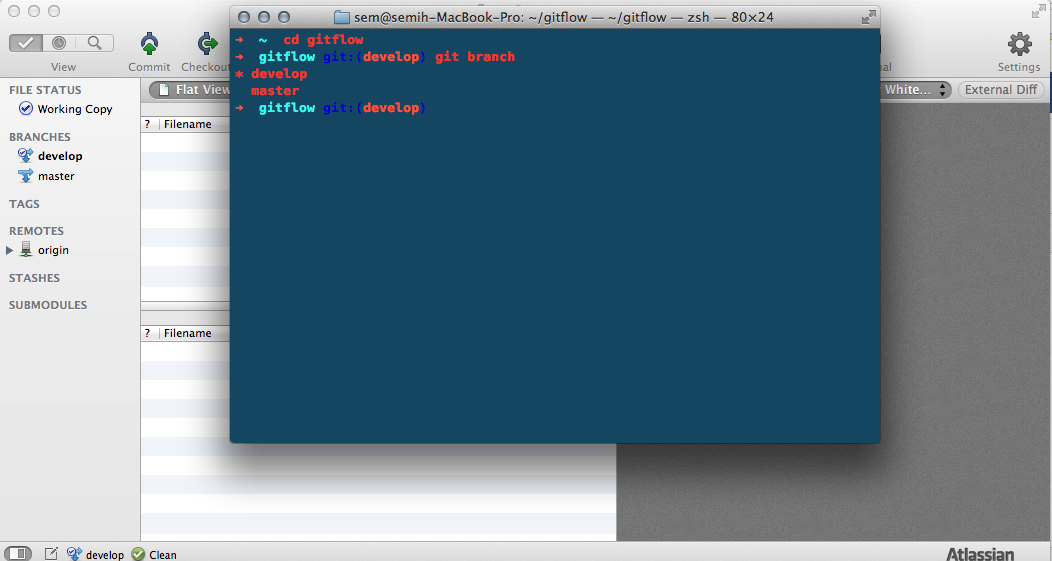 sem@semih-MacBook-Pro: ~/gitflow — ~/gitflow — zsh — 80×24
➜  ~  cd gitflow
➜  gitflow git:(develop) git branch
* develop
  master
➜  gitflow git:(develop)
View
Commit
Checkou
al
Settings
FILE STATUS
Working Copy
BRANCHES
develop
master
TAGS
REMOTES
origin
STASHES
SUBMODULES
Flat View
White...
External Diff
? Filename
? Filename
develop
Clean
Atlassian